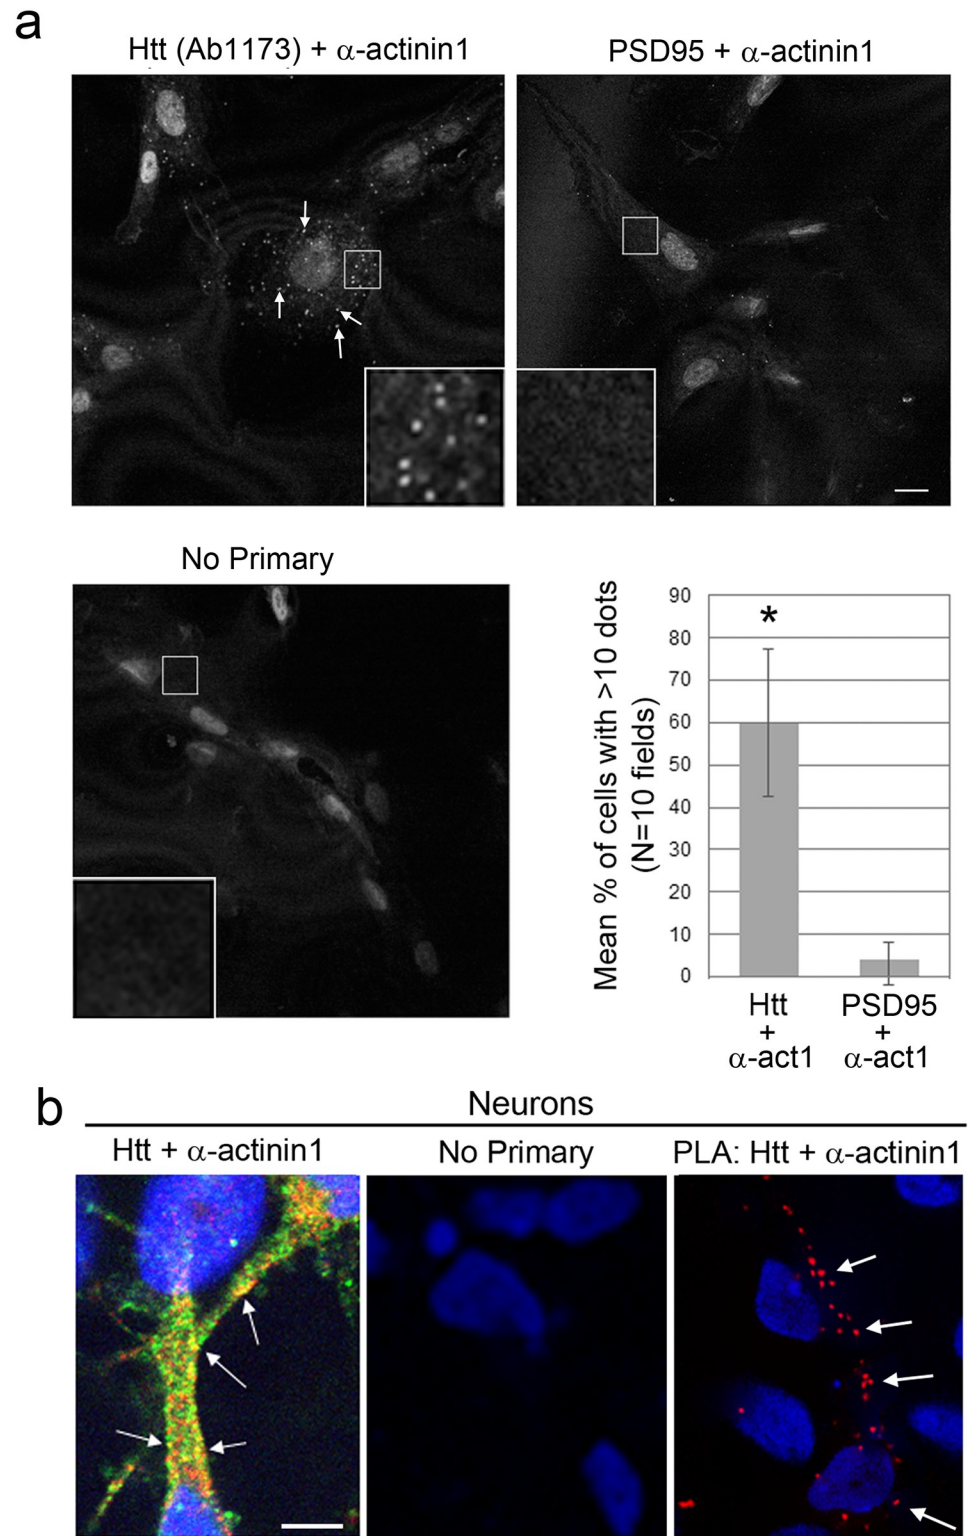 a
Htt (Ab1173) + α-actinin1
PSD95 + α-actinin1
No Primary
Mean % of cells with >10 dots
(N=10 fields)
90
80
70
60
50
40
30
20
10
0
*
Htt
+
α-act1
PSD95
+
α-act1
b
Neurons
Htt + α-actinin1
No Primary
PLA: Htt + α-actinin1